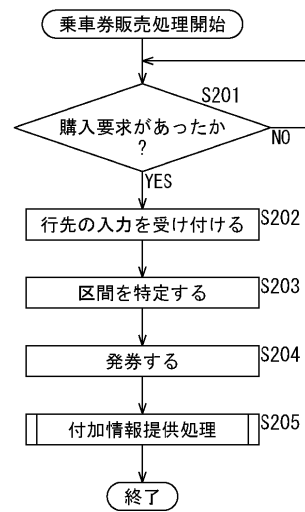 乗車券販売処理開始
S201
購入要求があったか
?
NO
YES
行先の入力を受け付ける
S202
区間を特定する
S203
発券する
S204
付加情報提供処理
S205
終了